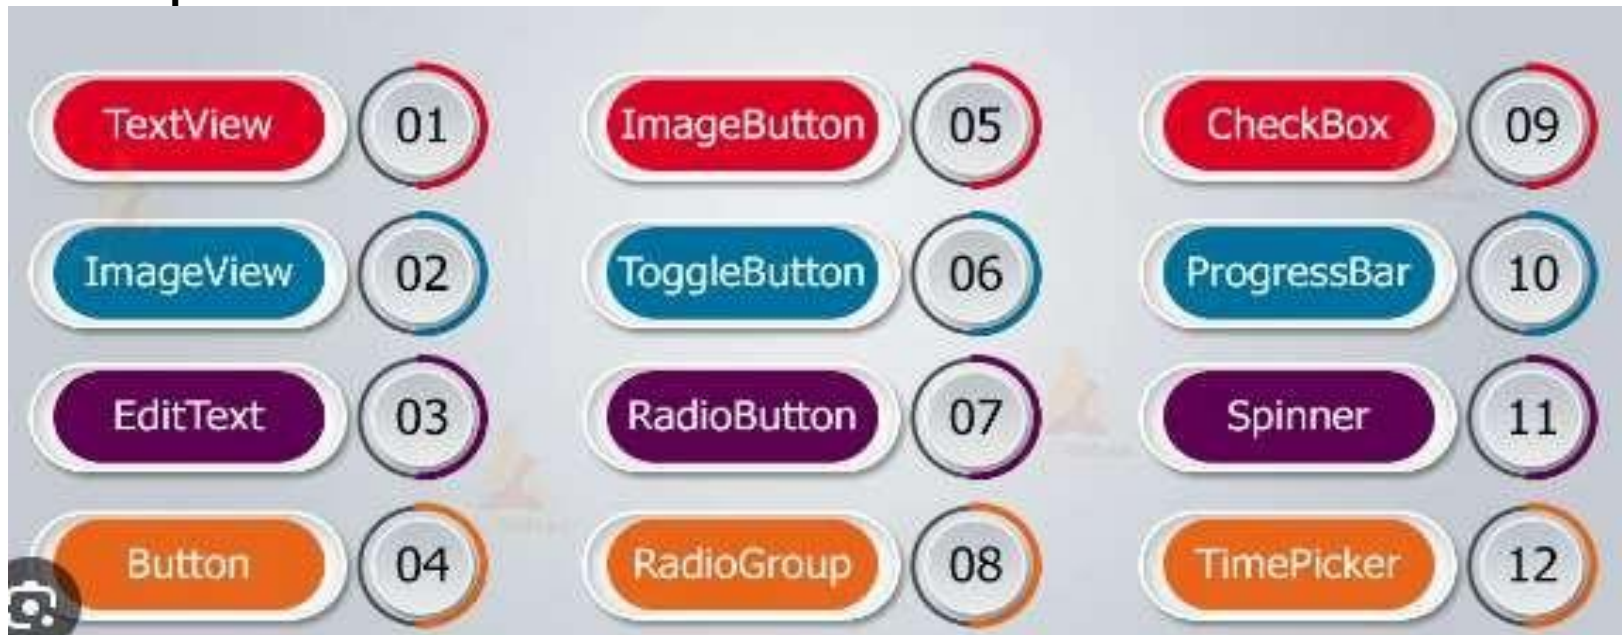 TextView 01
ImageButton 05
CheckBox 09
ImageView 02
ToggleButton 06
ProgressBar 10
EditText 03
RadioButton 07
Spinner 11
Button 04
RadioGroup 08
TimePicker 12